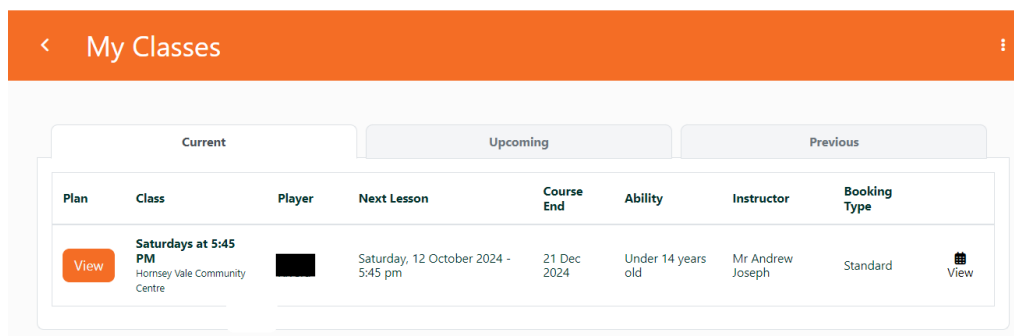 My Classes
Current
Upcoming
Previous
Plan
Class
Player
Next Lesson
Course
End
Ability
Instructor
Booking
Type
View
Saturdays at 5:45
PM
Hornsey Vale Community
Centre
Saturday, 12 October 2024 -
5:45 pm
21 Dec
2024
Under 14 years
old
Mr Andrew
Joseph
Standard
View